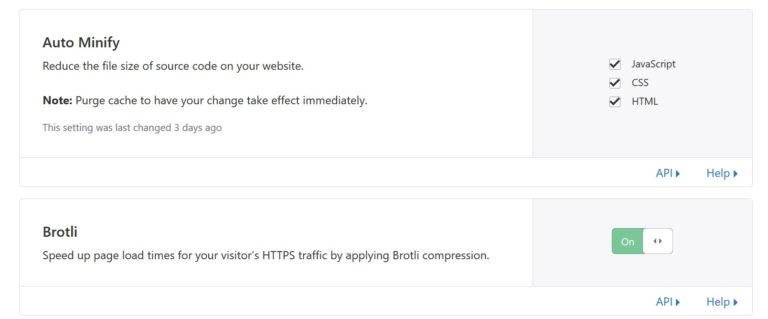 Auto Minify
Reduce the file size of source code on your website.
Note: Purge cache to have your change take effect immediately.
This setting was last changed 3 days ago
JavaScript
CSS
HTML
API
Help
Brotli
Speed up page load times for your visitor's HTTPS traffic by applying Brotli compression.
On
API
Help